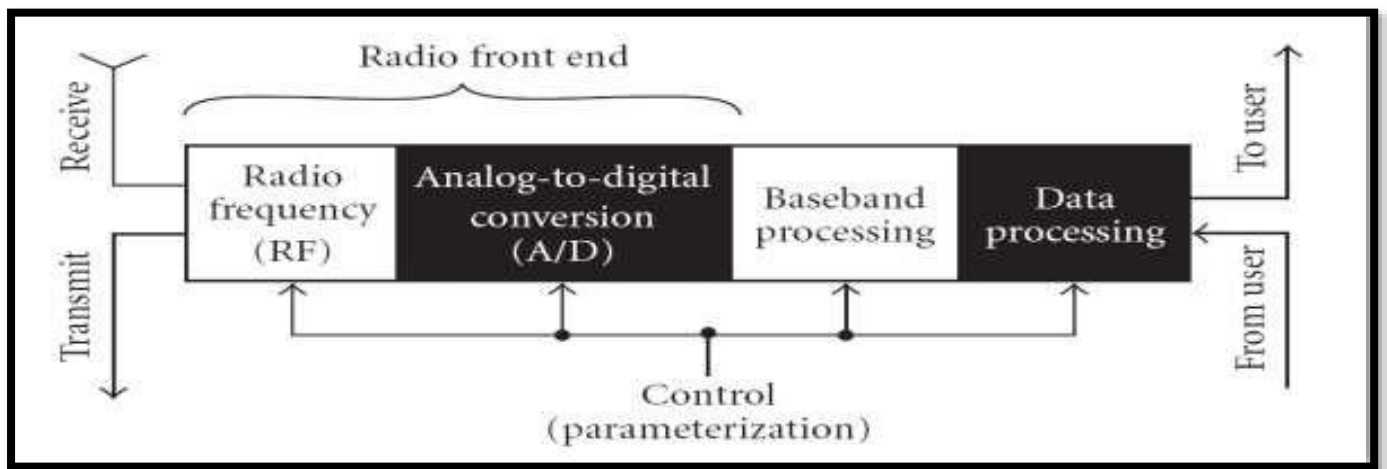 Radio front end
Receive
Transmit
Radio
frequency
(RF)
Analog-to-digital
conversion
(A/D)
Baseband
processing
Data
processing
To user
From user
Control
(parameterization)